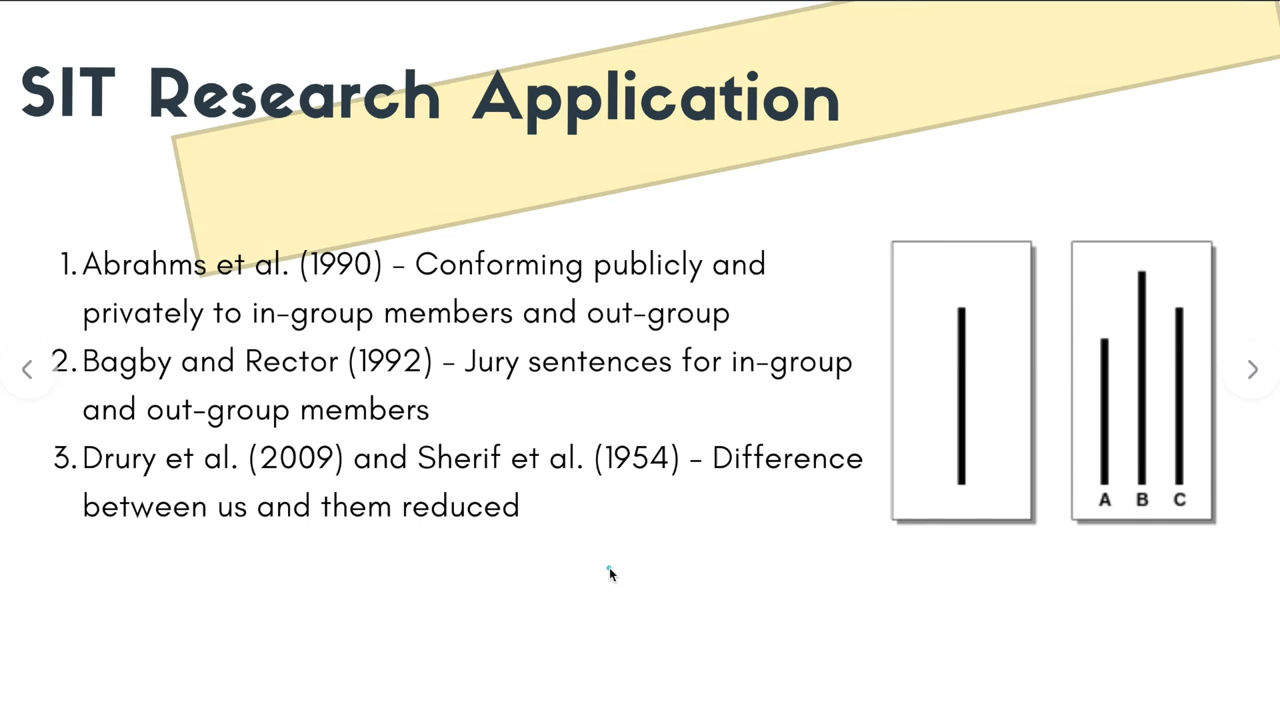 SIT Research Application
1. Abrahms et al. (1990) - Conforming publicly and
privately to in-group members and out-group
2. Bagby and Rector (1992) - Jury sentences for in-group
and out-group members
3. Drury et al. (2009) and Sherif et al. (1954) - Difference
between us and them reduced
A B C